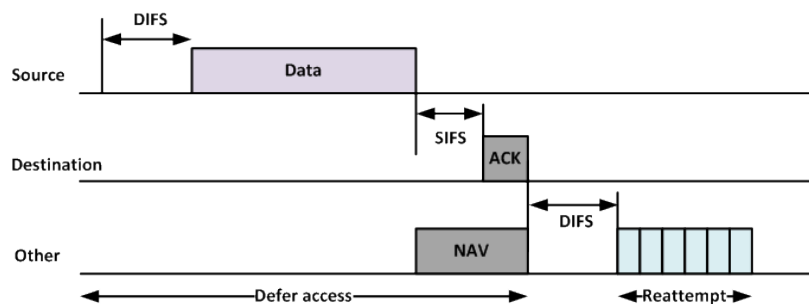 DIFS
Source
Data
SIFS
Destination
ACK
DIFS
Other
NAV
Defer access
Reattempt